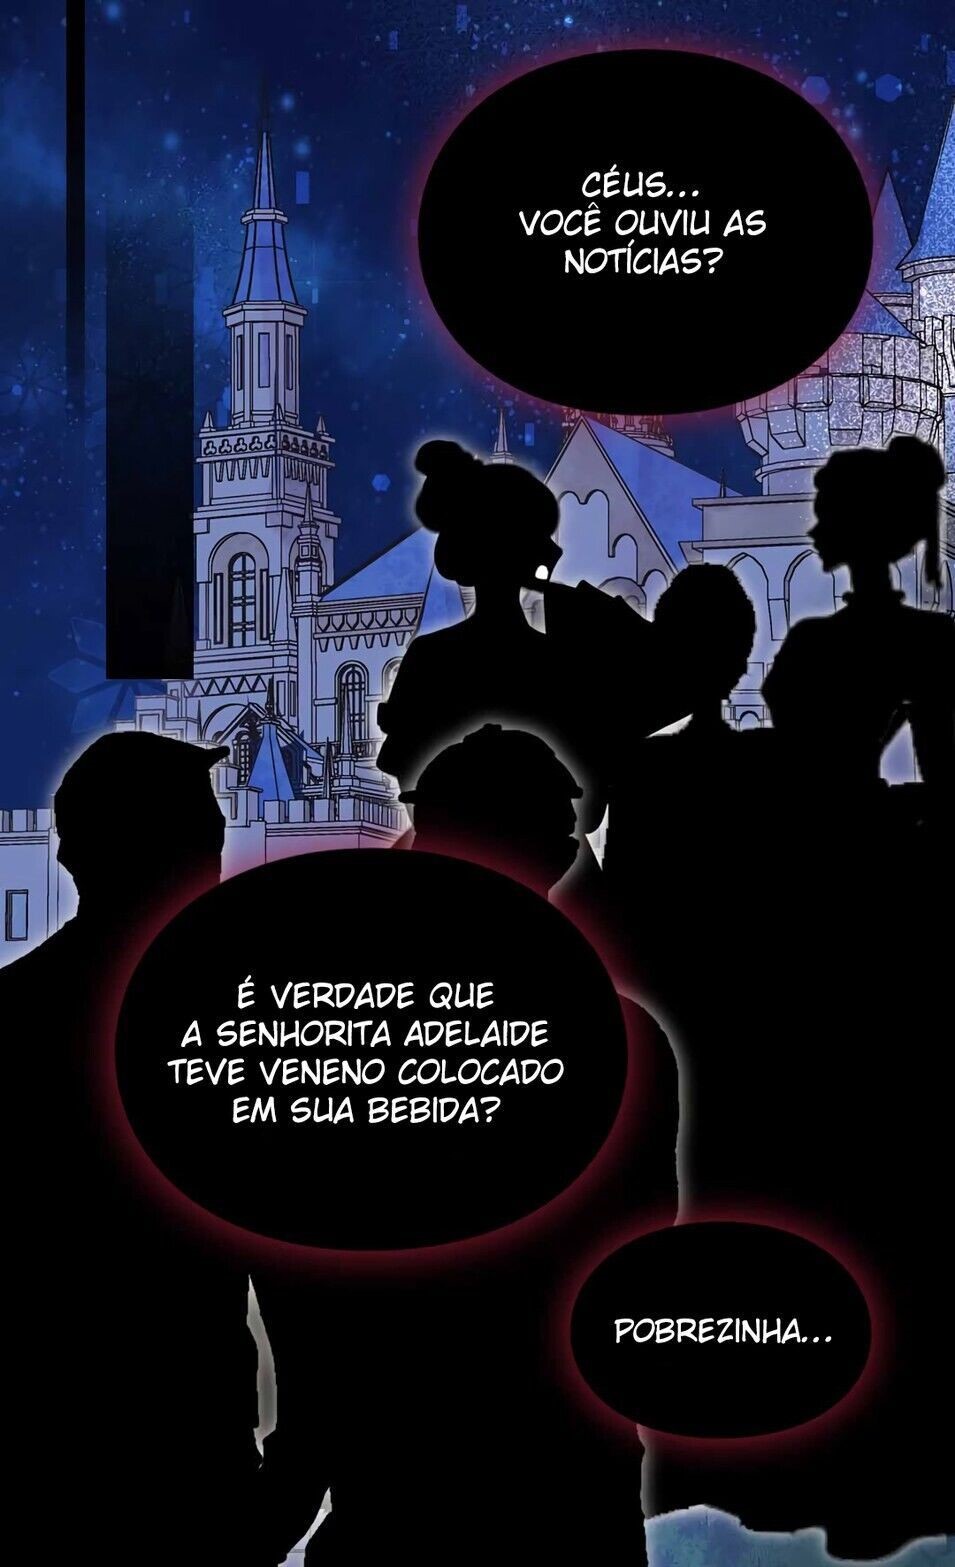 CÉUS...
VOCÊ OUVIU AS
NOTÍCIAS?
É VERDADE QUE
A SENHORITA ADELAIDE
TEVE VENENO COLOCADO
EM SUA BEBIDA?
POBREZINHA...